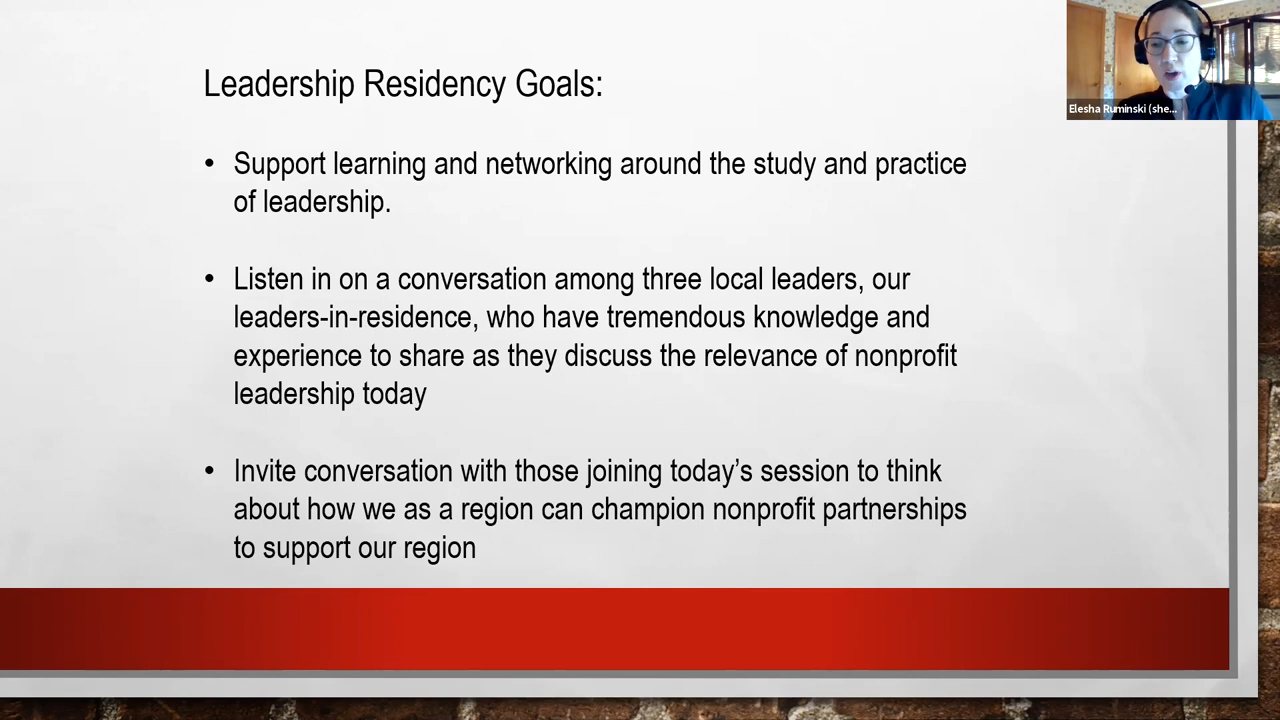 Elesha Ruminski (she...
Leadership Residency Goals:
• Support learning and networking around the study and practice
of leadership.
• Listen in on a conversation among three local leaders, our
leaders-in-residence, who have tremendous knowledge and
experience to share as they discuss the relevance of nonprofit
leadership today
• Invite conversation with those joining today’s session to think
about how we as a region can champion nonprofit partnerships
to support our region